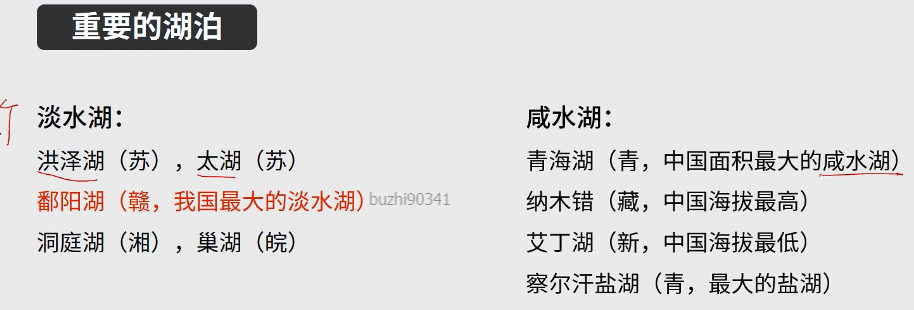 重要的湖泊
淡水湖：
洪泽湖（苏），太湖（苏）
鄱阳湖（赣，我国最大的淡水湖）buzhi90341
洞庭湖（湘），巢湖（皖）
咸水湖：
青海湖（青，中国面积最大的咸水湖）
纳木错（藏，中国海拔最高）
艾丁湖（新，中国海拔最低）
察尔汗盐湖（青，最大的盐湖）